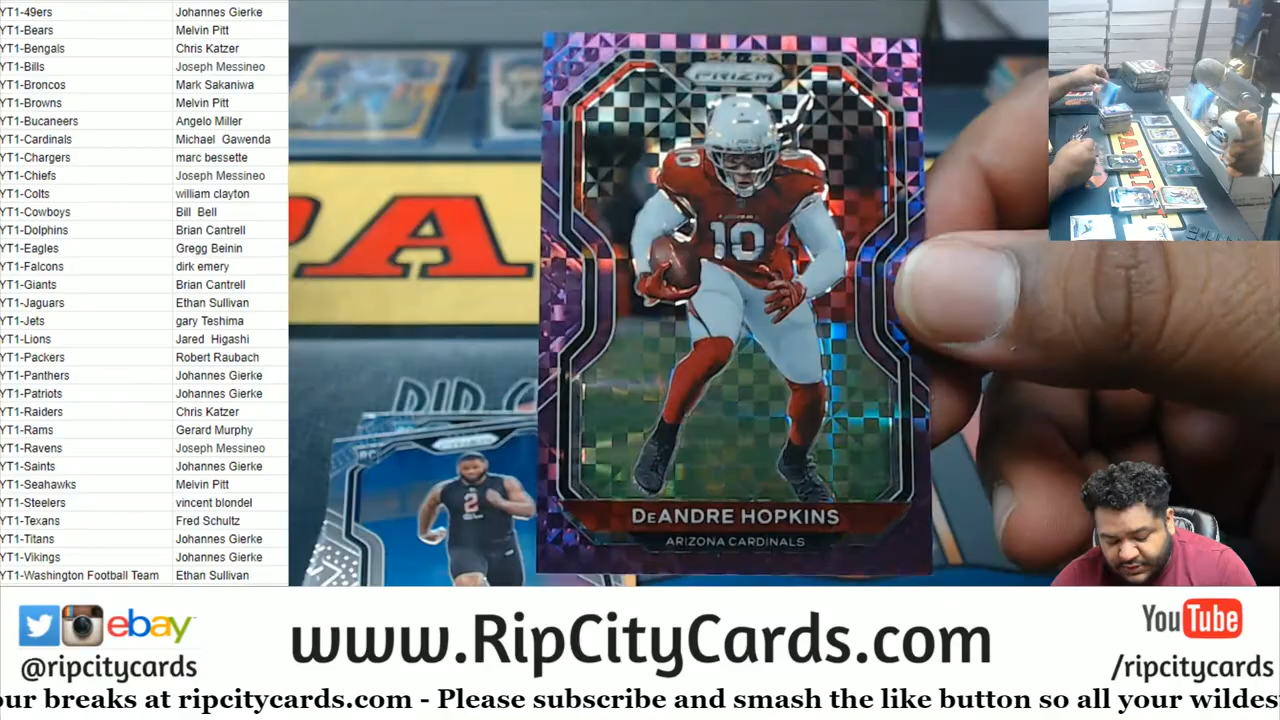 YT1-49ers Johannes Gierke
YT1-Bears Melvin Pitt
YT1-Bengals Chris Katzer
YT1-Bills Joseph Messineo
YT1-Broncos Mark Sakaniwa
YT1-Browns Melvin Pitt
YT1-Bucaneers Angelo Miller
YT1-Cardinals Michael Gawenda
YT1-Chargers marc bessette
YT1-Chiefs Joseph Messineo
YT1-Colts william clayton
YT1-Cowboys Bill Bell
YT1-Dolphins Brian Cantrell
YT1-Eagles Gregg Beinin
YT1-Falcons dirk emery
YT1-Giants Brian Cantrell
YT1-Jaguars Ethan Sullivan
YT1-Jets gary Teshima
YT1-Lions Jared Higashi
YT1-Packers Robert Raubach
YT1-Panthers Johannes Gierke
YT1-Patriots Johannes Gierke
YT1-Raiders Chris Katzer
YT1-Rams Gerard Murphy
YT1-Ravens Joseph Messineo
YT1-Saints Johannes Gierke
YT1-Seahawks Melvin Pitt
YT1-Steelers vincent blondel
YT1-Texans Fred Schultz
YT1-Titans Johannes Gierke
YT1-Vikings Johannes Gierke
YT1-Washington Football Team Ethan Sullivan
PRIZM
10
10
DEANDRE HOPKINS
ARIZONA CARDINALS
RIP C
2
PANINI
ebay
@ripcitycards
www.RipCityCards.com
YouTube
/ripcitycards
our breaks at ripcitycards.com - Please subscribe and smash the like button so all your wildes